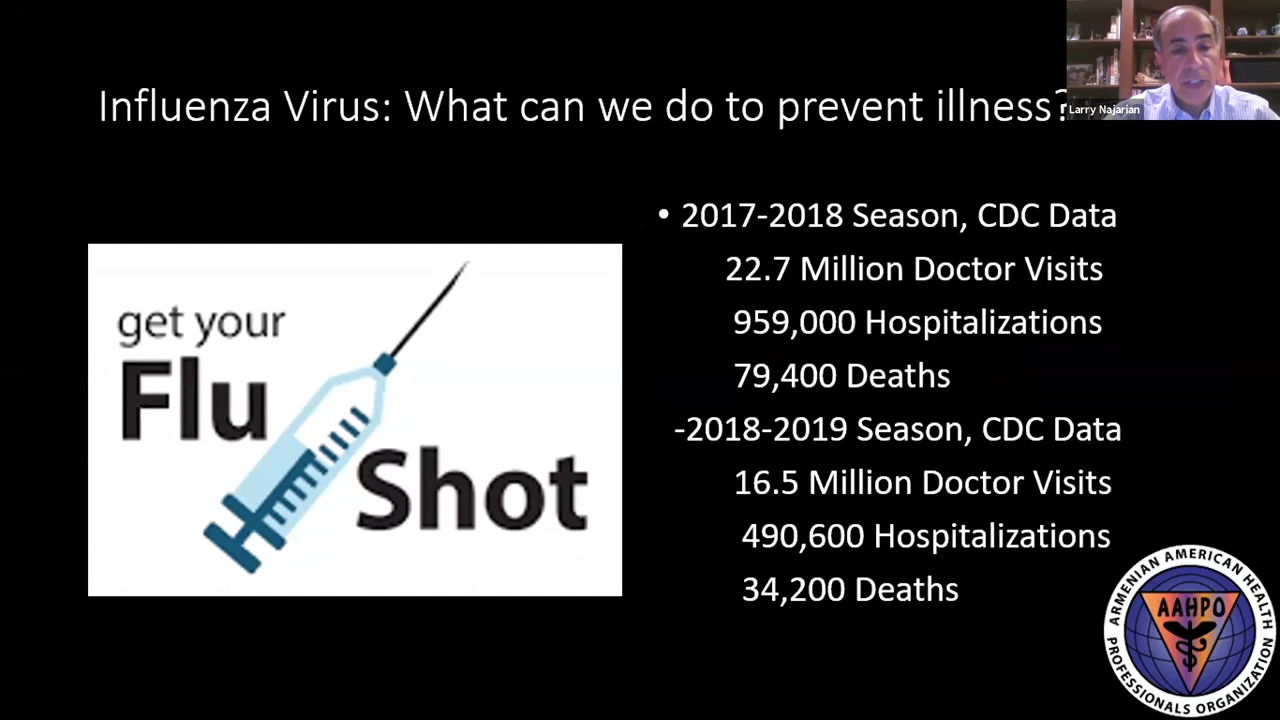 Influenza Virus: What can we do to prevent illness?
Larry Najarian
get your
Flu
Shot
• 2017-2018 Season, CDC Data
22.7 Million Doctor Visits
959,000 Hospitalizations
79,400 Deaths
-2018-2019 Season, CDC Data
16.5 Million Doctor Visits
490,600 Hospitalizations
34,200 Deaths
ARMENIAN AMERICAN HEALTH
PROFESSIONALS ORGANIZATION
AAHPO